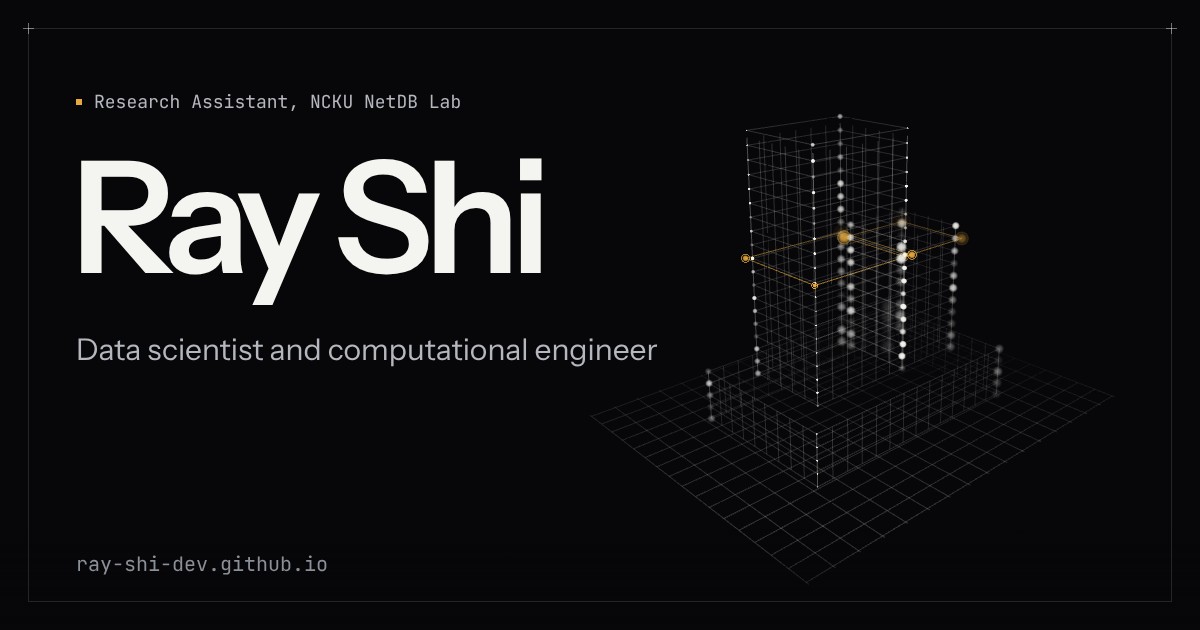 Research Assistant, NCKU NetDB Lab
Ray Shi
Data scientist and computational engineer
ray-shi-dev.github.io